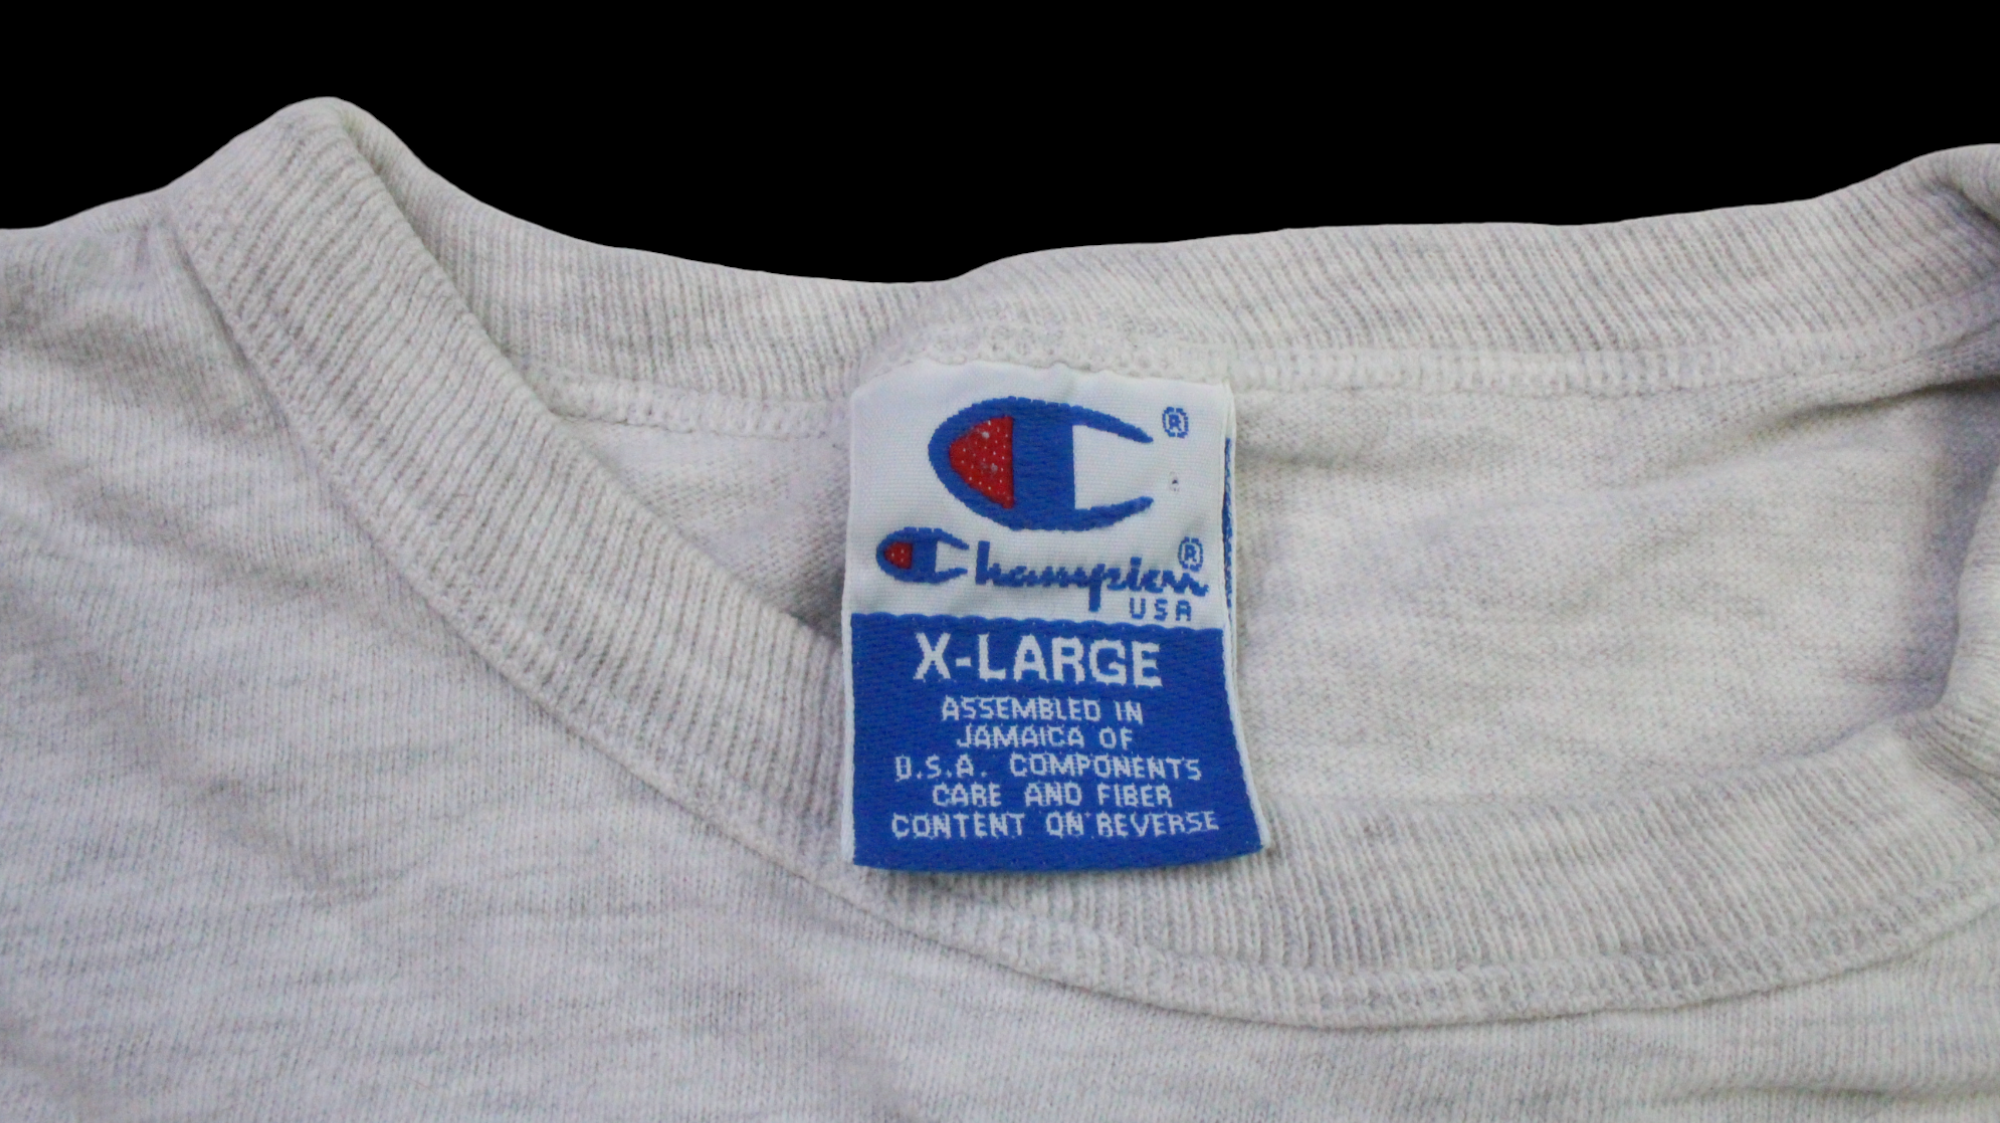 ®
Champion®
USA
X-LARGE
ASSEMBLED IN
JAMAICA OF
U.S.A. COMPONENTS
CARE AND FIBER
CONTENT ON REVERSE